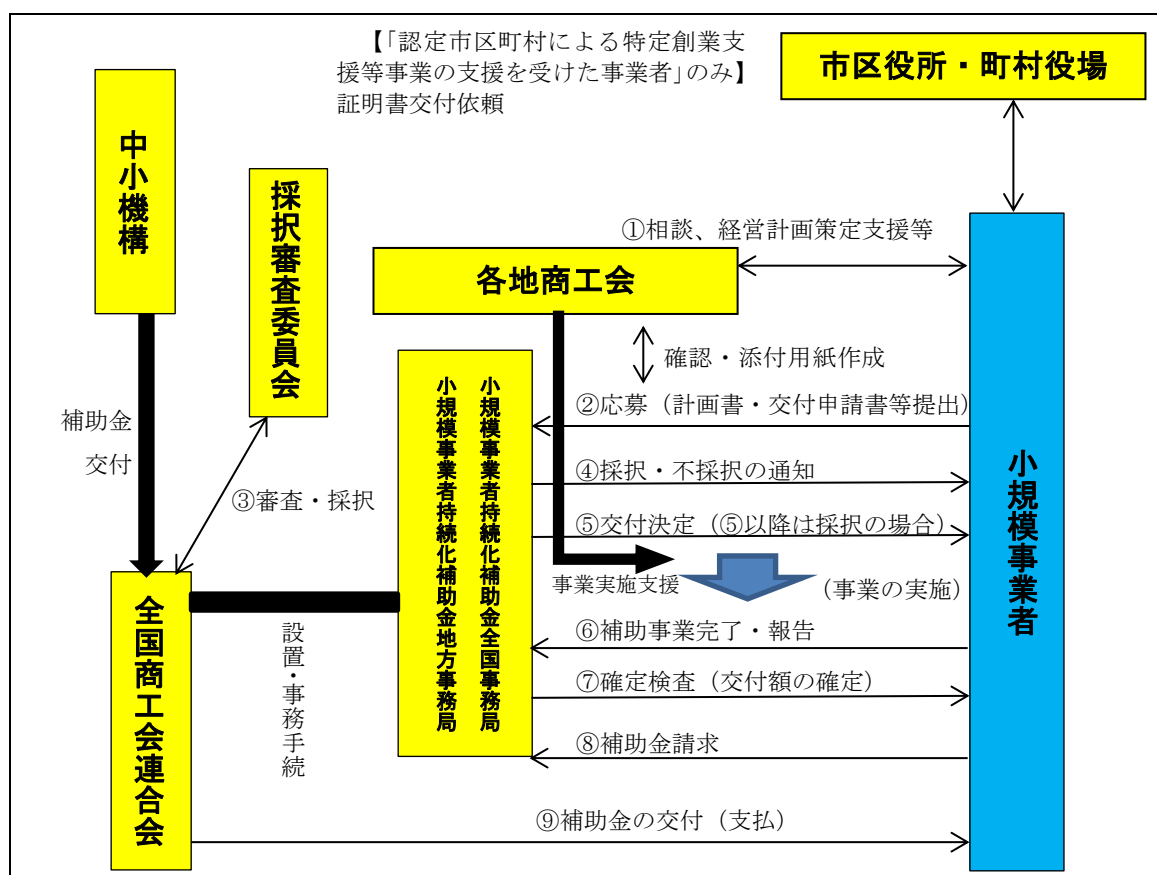 【「認定市区町村による特定創業支
援等事業の支援を受けた事業者」のみ】
証明書交付依頼
市区役所・町村役場
中小機構
採択審査委員会
①相談、経営計画策定支援等
各地商工会
確認・添付用紙作成
小規模事業者持続化補助金全国事務局
小規模事業者持続化補助金地方事務局
②応募（計画書・交付申請書等提出）
補助金
交付
④採択・不採択の通知
③審査・採択
⑤交付決定（⑤以降は採択の場合）
小規模事業者
事業実施支援
（事業の実施）
全国商工会連合会
設置・事務手続
⑥補助事業完了・報告
⑦確定検査（交付額の確定）
⑧補助金請求
⑨補助金の交付（支払）